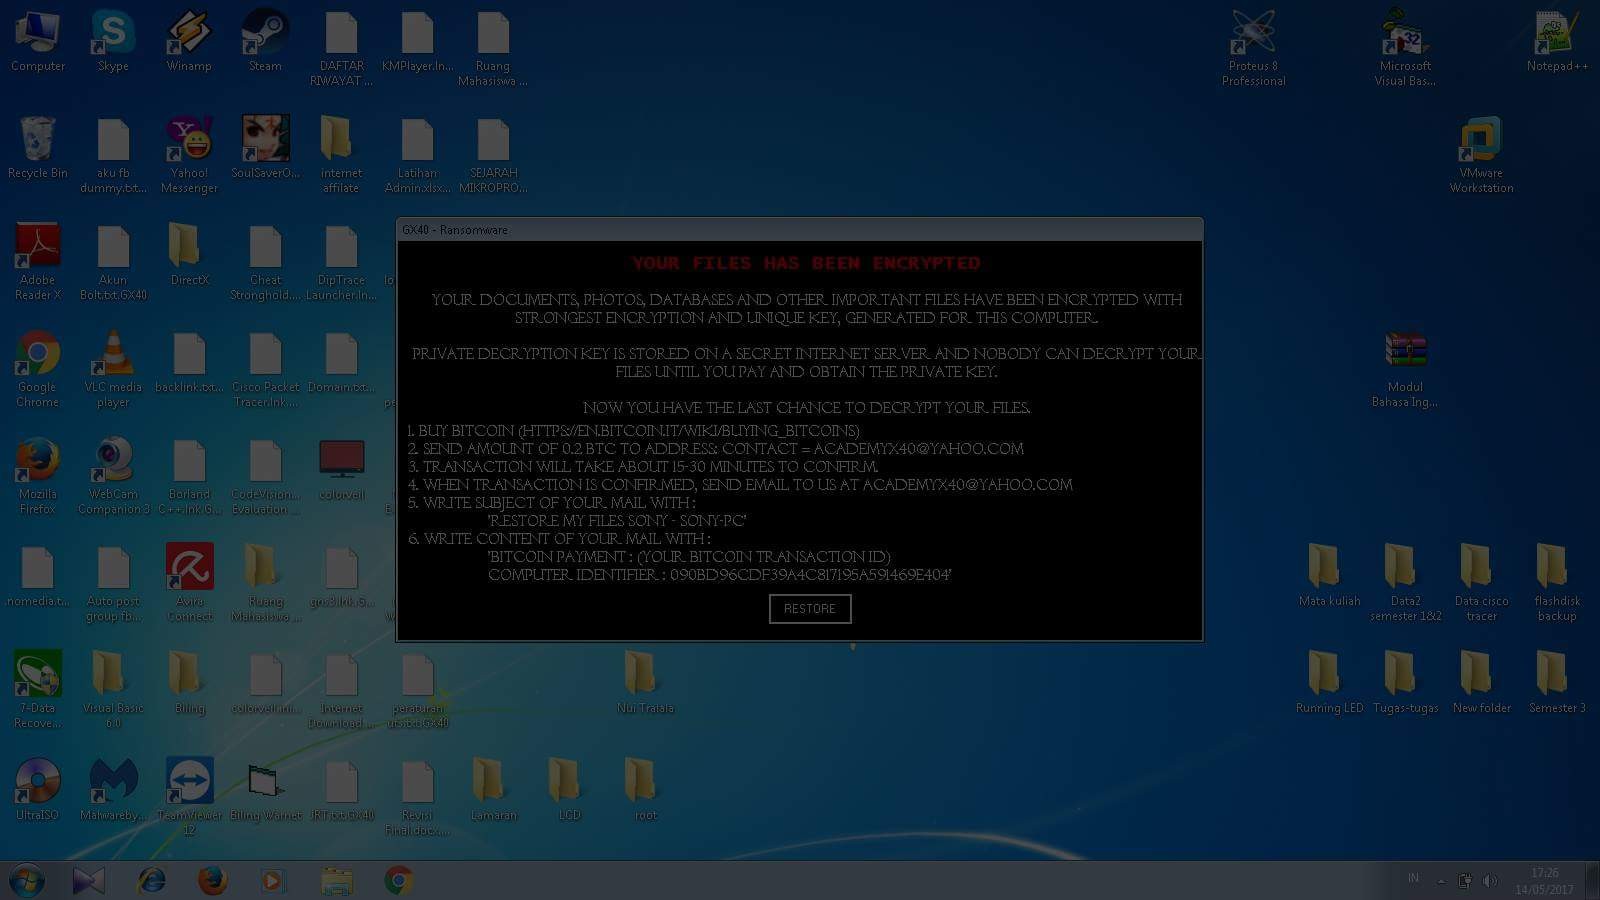 Computer
Skype
Winamp
Steam
DAFTAR
RIWAYAT ...
KMPlayer.ln...
Ruang
Mahasiswa ...
Proteus 8
Professional
Microsoft
Visual Bas...
Notepad++
Recycle Bin
aku fb
dummy.txt...
Yahoo!
Messenger
SoulSaverO...
internet
affilate
Latihan
Admin.xlsx...
SEJARAH
MIKROPRO...
VMware
Workstation
Adobe
Reader X
Akun
Bolt.txt.GX40
DirectX
Cheat
Stronghold....
DipTrace
Launcher.ln...
GX40 - Ransomware
YOUR FILES HAS BEEN ENCRYPTED
YOUR DOCUMENTS, PHOTOS, DATABASES AND OTHER IMPORTANT FILES HAVE BEEN ENCRYPTED WITH
STRONGEST ENCRYPTION AND UNIQUE KEY, GENERATED FOR THIS COMPUTER.
PRIVATE DECRYPTION KEY IS STORED ON A SECRET INTERNET SERVER AND NOBODY CAN DECRYPT YOUR
FILES UNTIL YOU PAY AND OBTAIN THE PRIVATE KEY.
NOW YOU HAVE THE LAST CHANCE TO DECRYPT YOUR FILES.
1. BUY BITCOIN (HTTPS://EN.BITCOIN.IT/WIKI/BUYING_BITCOINS)
2. SEND AMOUNT OF 0.2 BTC TO ADDRESS: CONTACT = ACADEMYX40@YAHOO.COM
3. TRANSACTION WILL TAKE ABOUT 15-30 MINUTES TO CONFIRM.
4. WHEN TRANSACTION IS CONFIRMED, SEND EMAIL TO US AT ACADEMYX40@YAHOO.COM
5. WRITE SUBJECT OF YOUR MAIL WITH :
'RESTORE MY FILES SONY - SONY-PC'
6. WRITE CONTENT OF YOUR MAIL WITH :
'BITCOIN PAYMENT : (YOUR BITCOIN TRANSACTION ID)
COMPUTER IDENTIFIER : 090BD96CDF39A4C817195A591469E404'
RESTORE
Google
Chrome
VLC media
player
backlink.txt...
Cisco Packet
Tracer.lnk....
Domain.txt...
Modul
Bahasa Ing...
Mozilla
Firefox
WebCam
Companion 3
Borland
C++.lnk.G...
CodeVision...
Evaluation ...
colorveil
.nomedia.t...
Auto post
group fb...
Avira
Connect
Ruang
Mahasiswa ...
gns3.lnk.G...
Mata kuliah
Data2
semester 1&2
Data cisco
tracer
flashdisk
backup
7-Data
Recove...
Visual Basic
6.0
Biling
colorveil.ini...
Internet
Download....
peraturan
uts.txt.GX40
Nui Tralala
Running LED
Tugas-tugas
New folder
Semester 3
UltraISO
Malwareby...
TeamViewer
12
Biling Warnet
JRT.txt.GX40
Revisi
Final.docx....
Lamaran
LCD
root
IN
17:26
14/05/2017